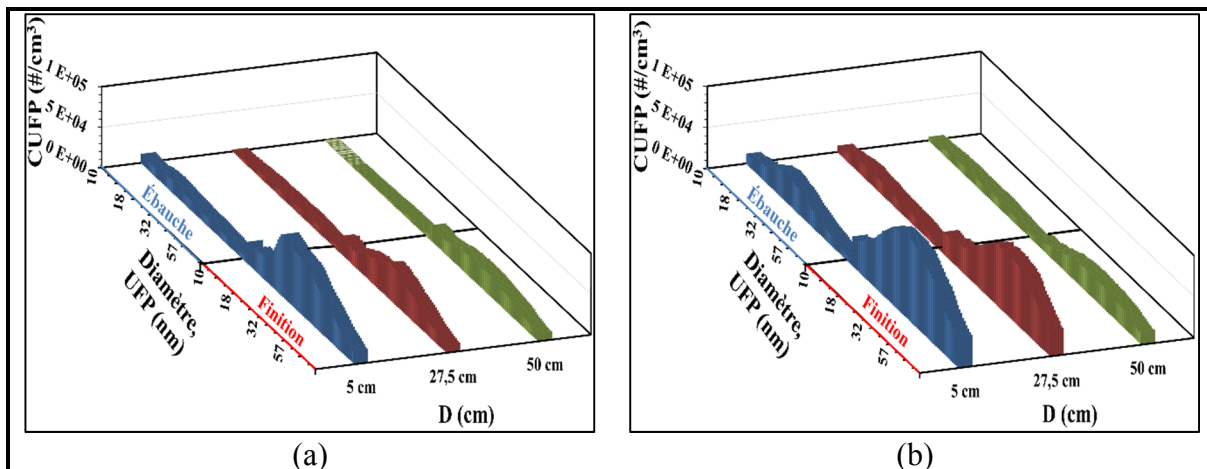 CUFP (#/cm³)
1 E+05
5 E+04
0 E+00
10
18
32
57
10
18
32
57
Ébauche
Finition
Diamètre,
UFP (nm)
5 cm
27,5 cm
50 cm
D (cm)
(a)
CUFP (#/cm³)
1 E+05
5 E+04
0 E+00
10
18
32
57
10
18
32
57
Ébauche
Finition
Diamètre,
UFP (nm)
5 cm
27,5 cm
50 cm
D (cm)
(b)